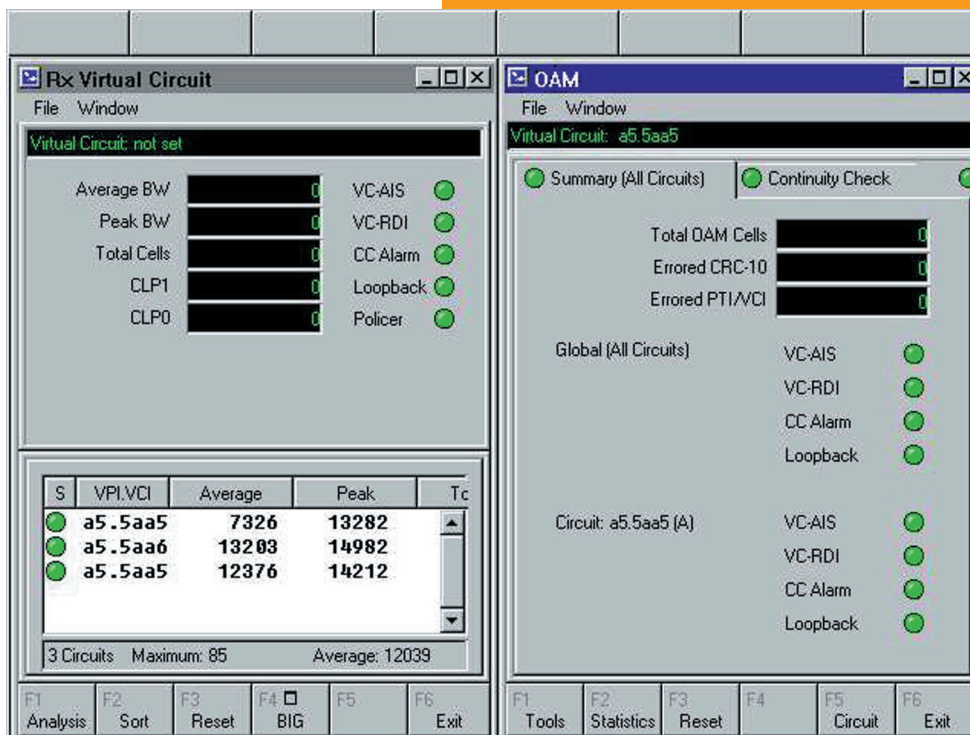 Rx Virtual Circuit
File Window
Virtual Circuit: not set
Average BW 0 VC-AIS
Peak BW 0 VC-RDI
Total Cells 0 CC Alarm
CLP1 0 Loopback
CLP0 0 Policer
S VPI.VCI Average Peak
a5.5aa5 7326 13282
a5.5aa6 13203 14982
a5.5aa5 12376 14212
3 Circuits Maximum: 85 Average: 12039
F1 Analysis F2 Sort F3 Reset F4 BIG F5 F6 Exit
OAM
File Window
Virtual Circuit: a5.5aa5
Summary (All Circuits) Continuity Check
Total OAM Cells 0
Errored CRC-10 0
Errored PTI/VCI 0
Global (All Circuits) VC-AIS
VC-RDI
CC Alarm
Loopback
Circuit: a5.5aa5 (A) VC-AIS
VC-RDI
CC Alarm
Loopback
F1 Tools F2 Statistics F3 Reset F4 F5 Circuit F6 Exit